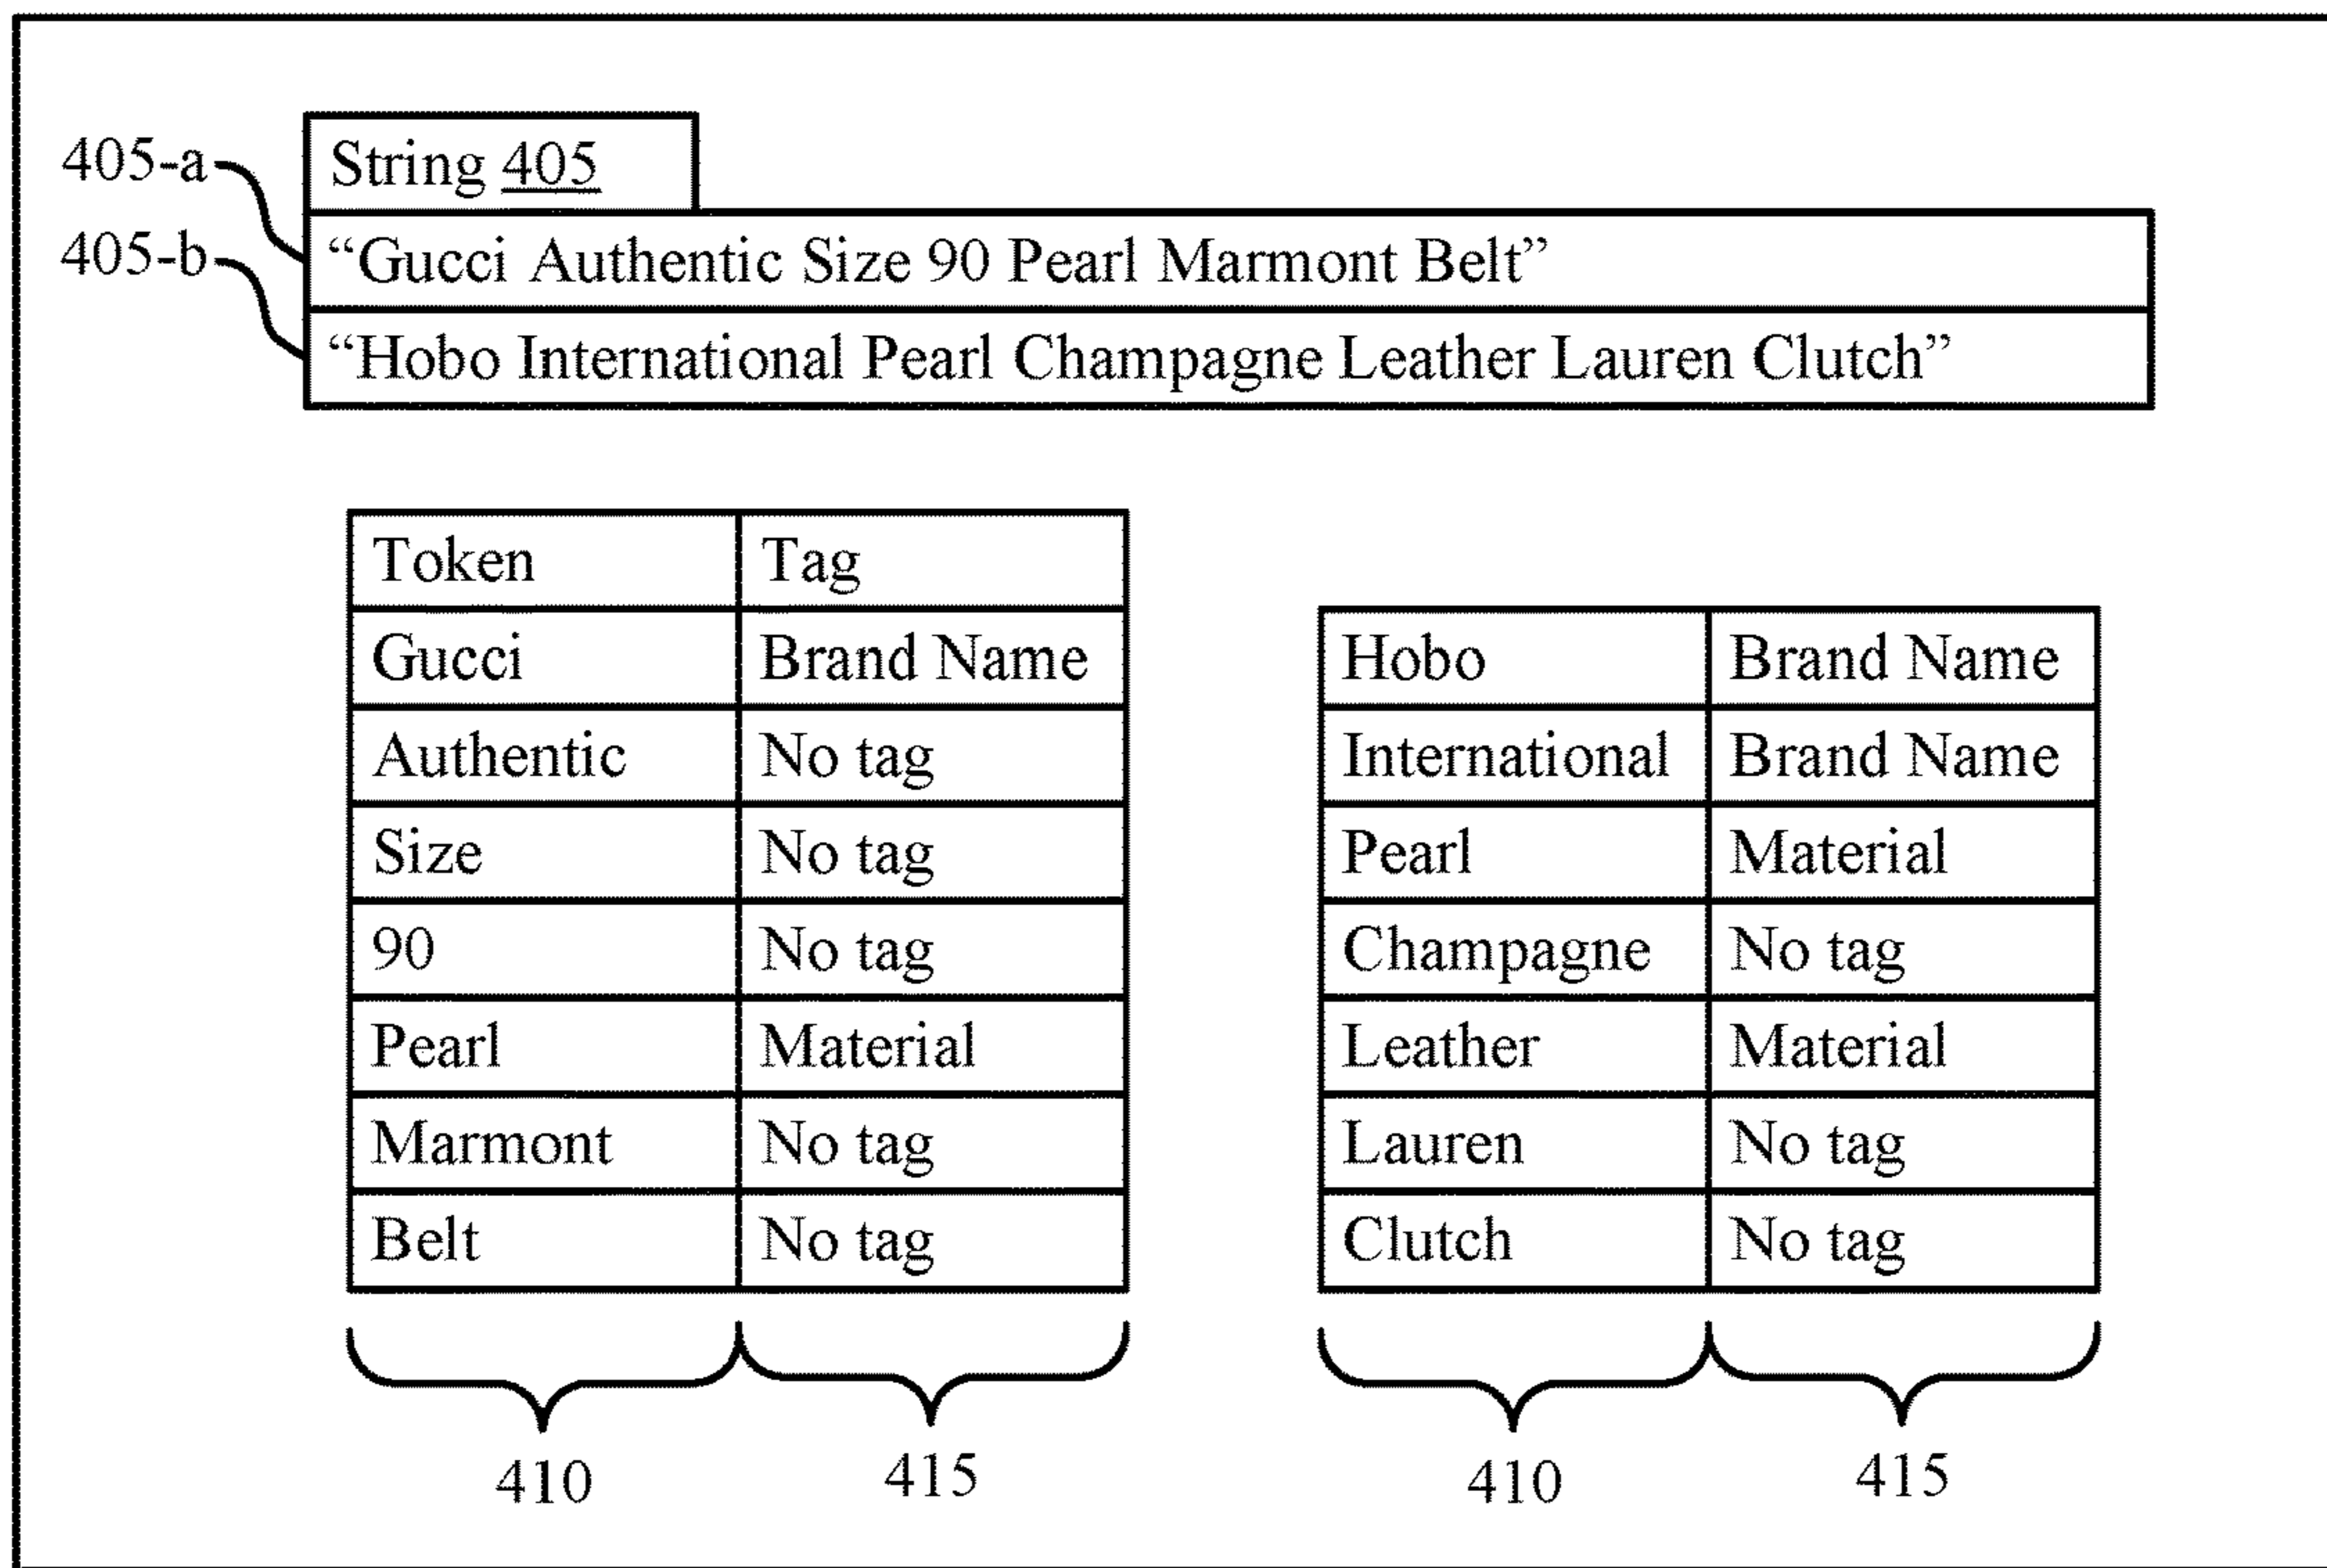 405-a
String 405
405-b
“Gucci Authentic Size 90 Pearl Marmont Belt”
“Hobo International Pearl Champagne Leather Lauren Clutch”
Token Tag
Gucci Brand Name
Authentic No tag
Size No tag
90 No tag
Pearl Material
Marmont No tag
Belt No tag
410 415
Hobo Brand Name
International Brand Name
Pearl Material
Champagne No tag
Leather Material
Lauren No tag
Clutch No tag
410 415